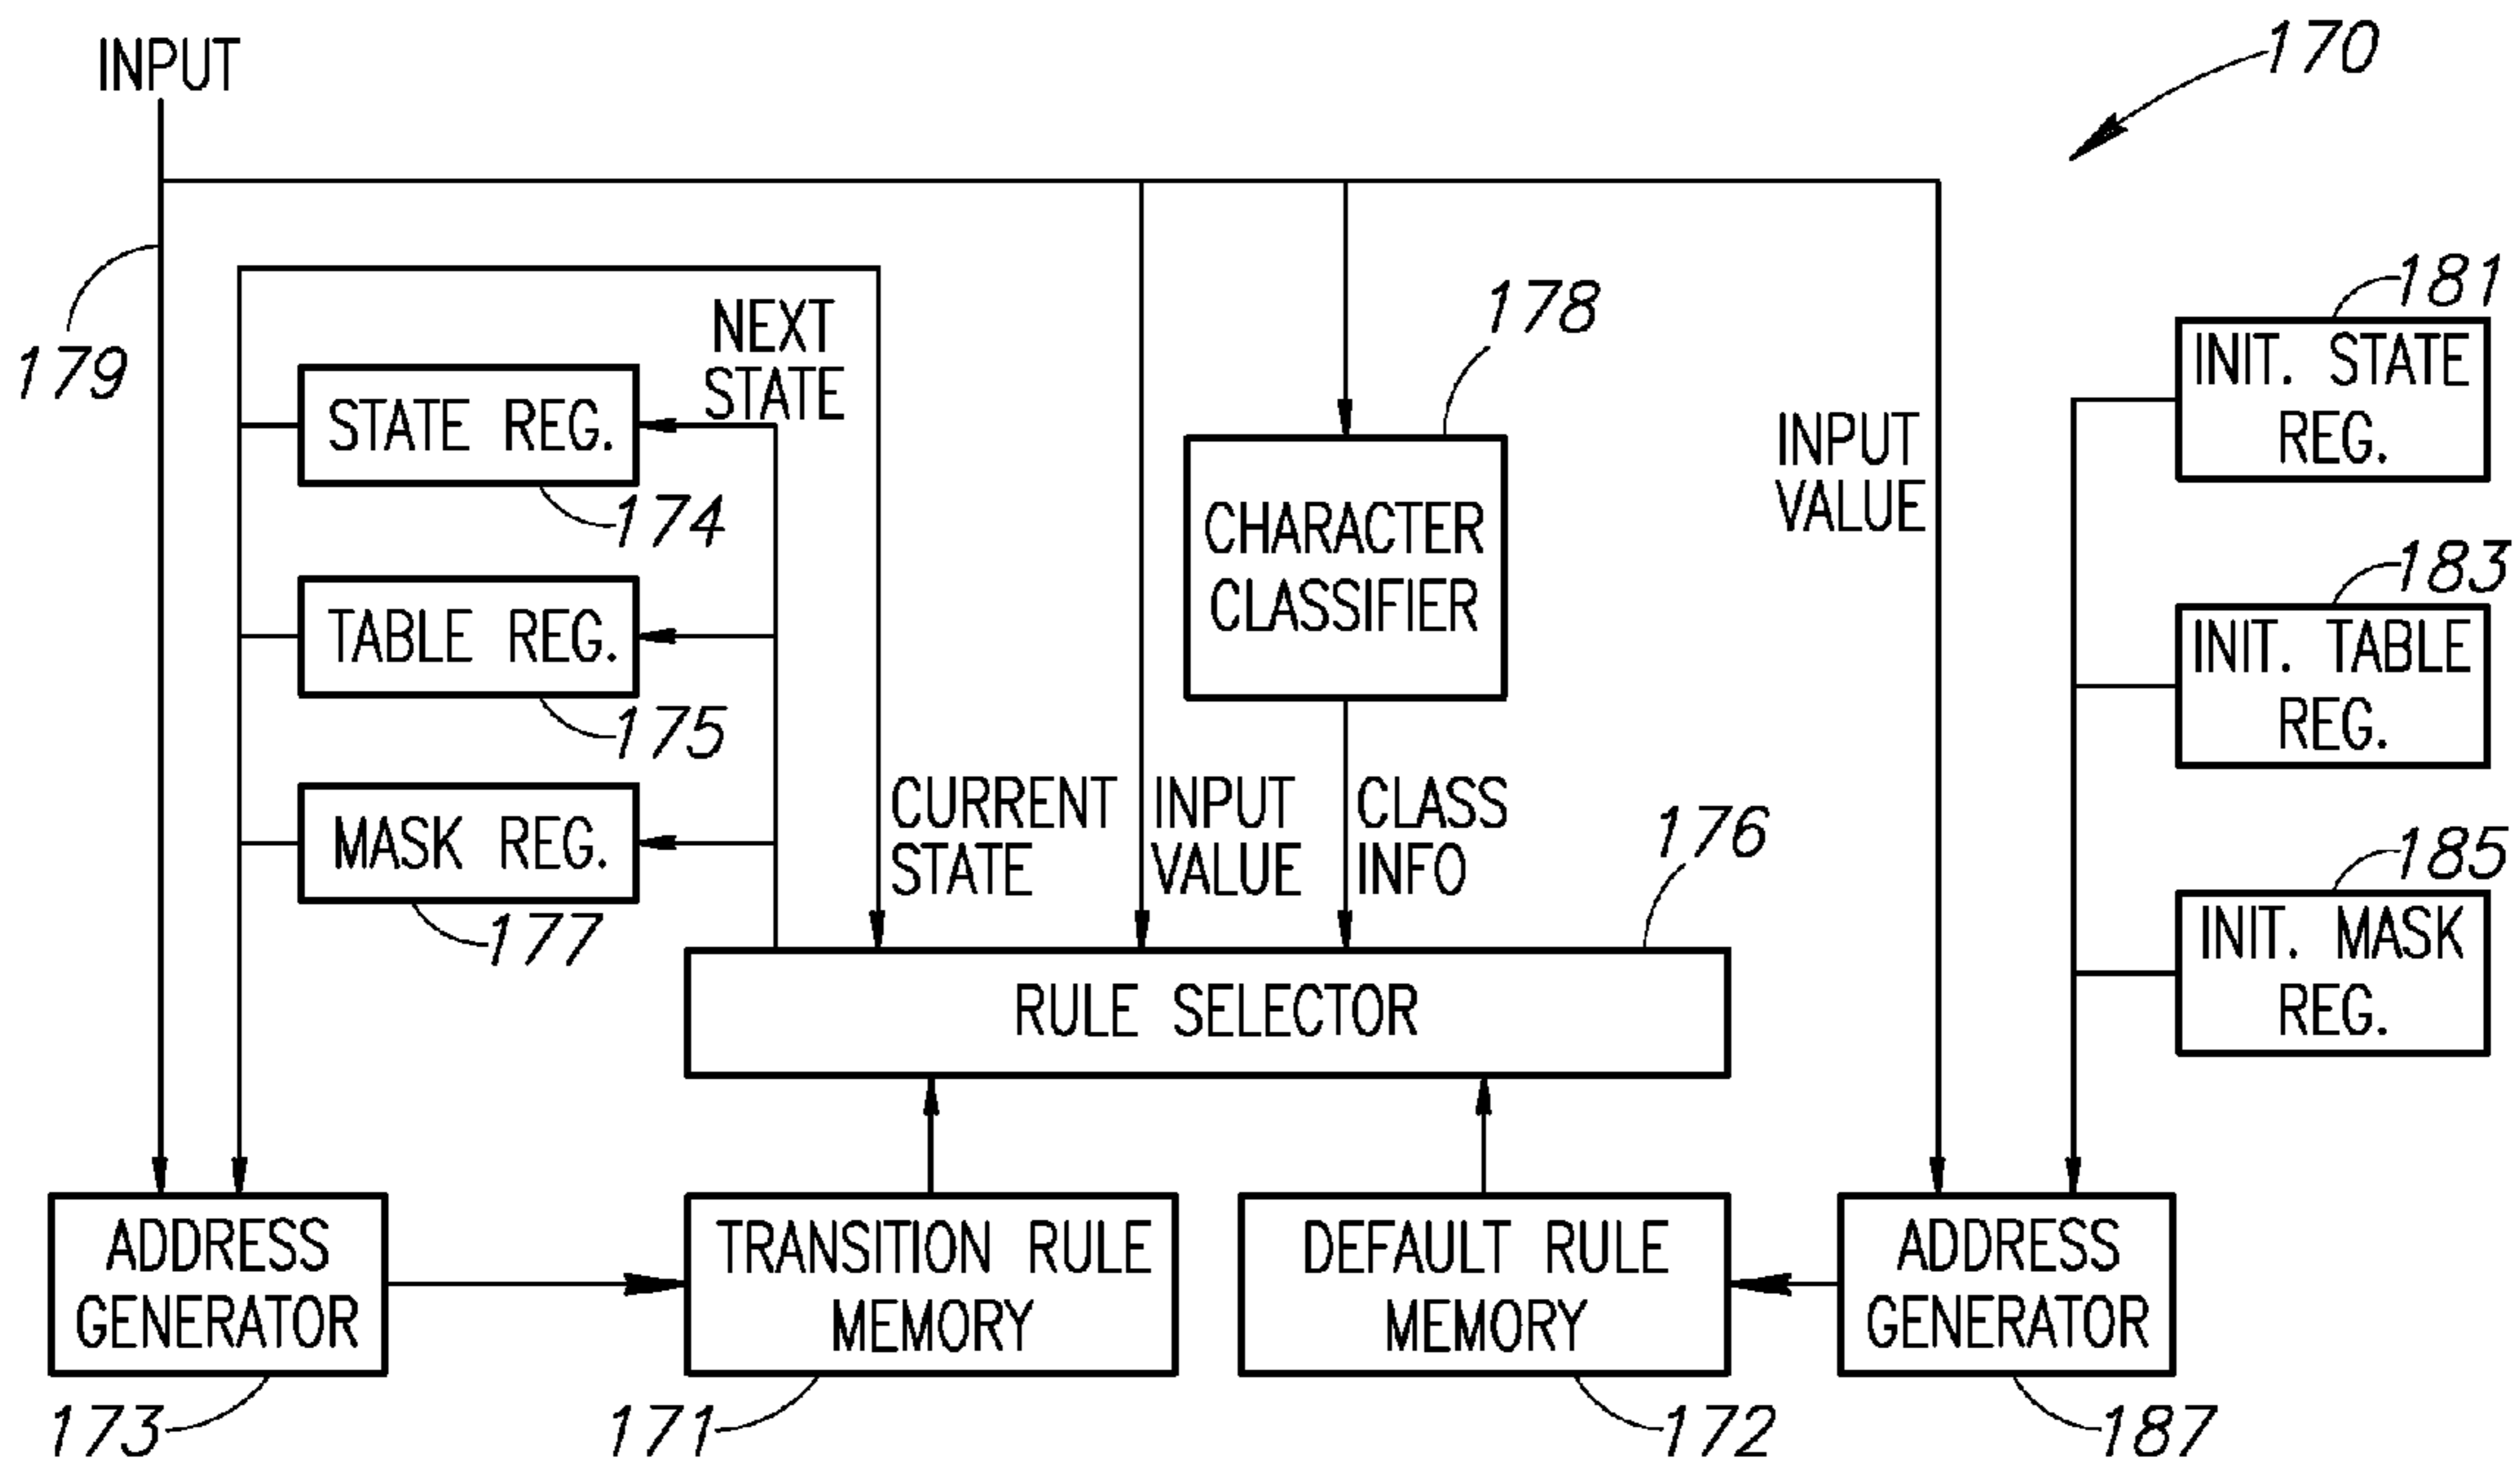 INPUT
170
179
NEXT
STATE
178
181
INIT. STATE
REG.
STATE REG.
174
INPUT
VALUE
CHARACTER
CLASSIFIER
183
INIT. TABLE
REG.
TABLE REG.
175
CURRENT
STATE
INPUT
VALUE
CLASS
INFO
176
185
INIT. MASK
REG.
MASK REG.
177
RULE SELECTOR
ADDRESS
GENERATOR
173
TRANSITION RULE
MEMORY
171
DEFAULT RULE
MEMORY
172
ADDRESS
GENERATOR
187